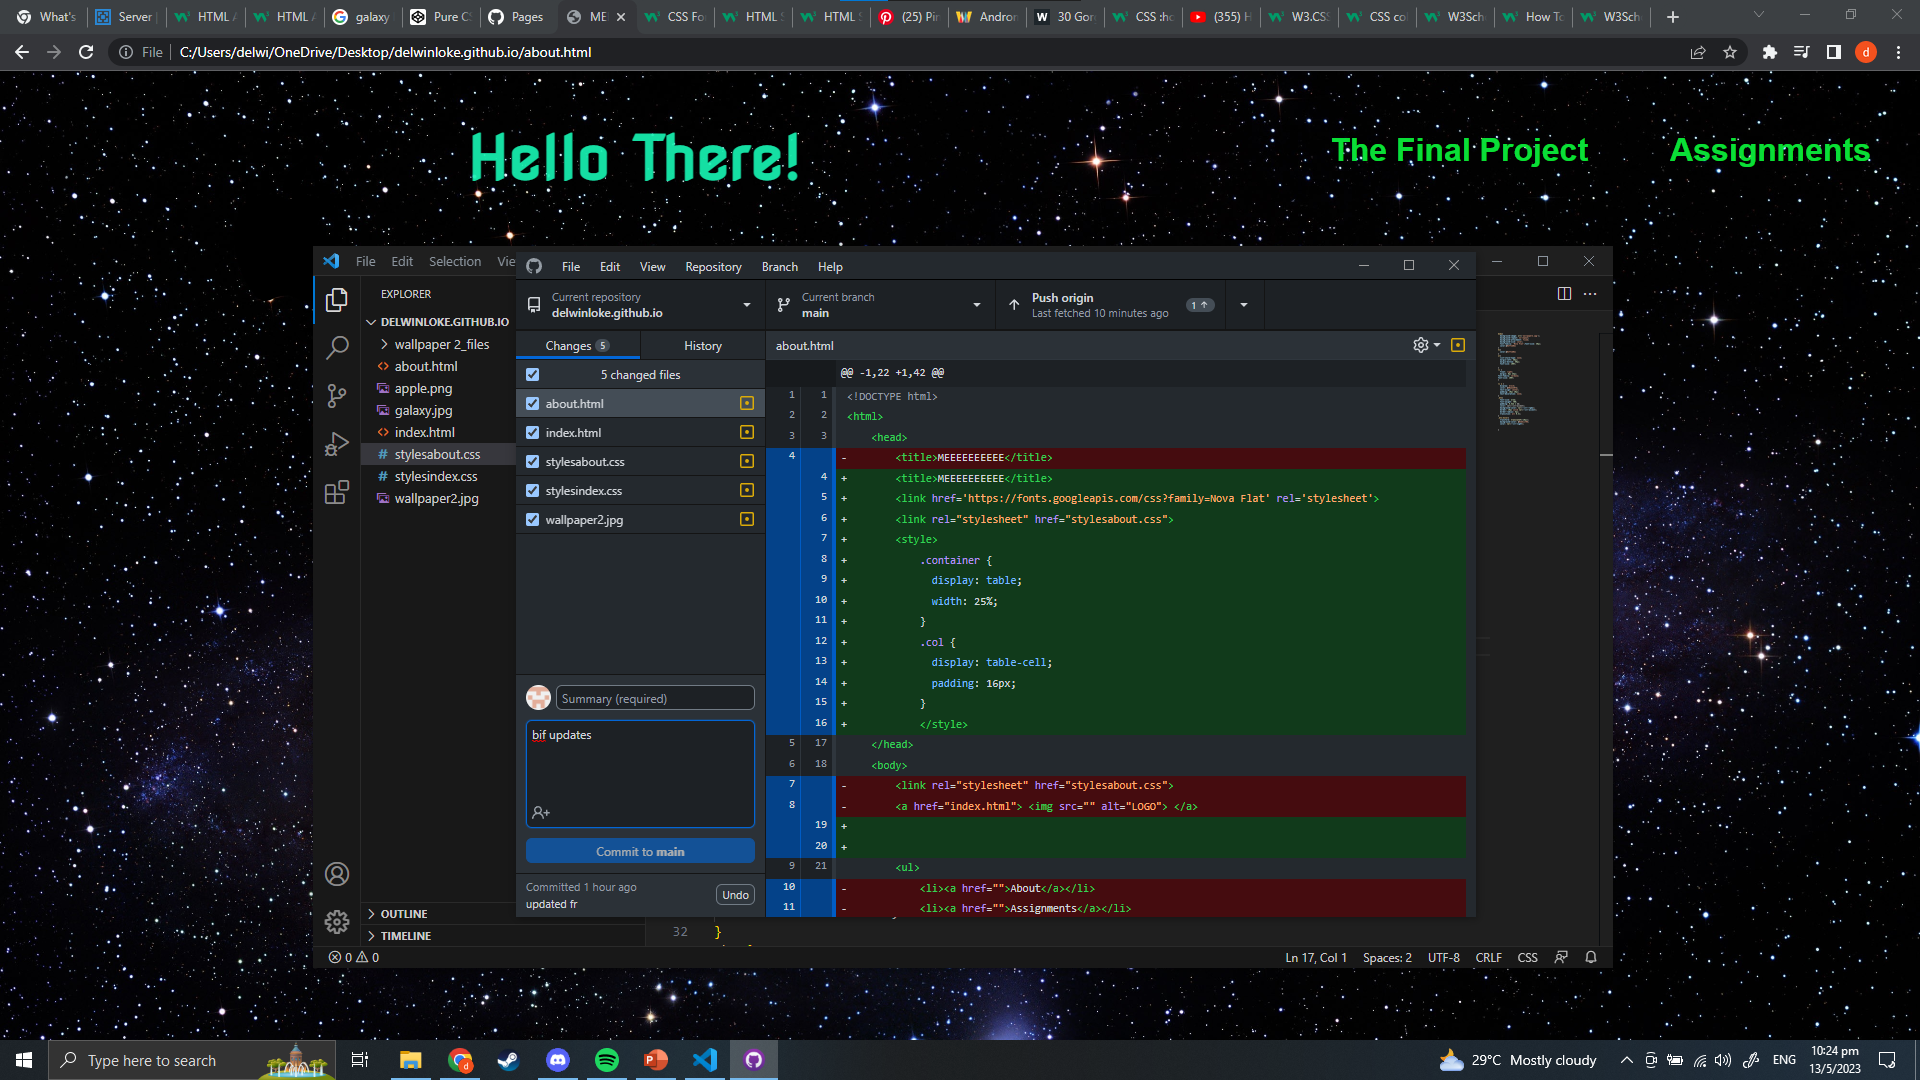 What's
Server
HTML
HTML
galaxy
Pure C
Pages
ME
CSS Fo
HTML
HTML
(25) Pi
Andron
30 Gor
CSS :ho
(355) H
W3.CSS
CSS co
W3Sch
How To
W3Sch
File
C:/Users/delwi/OneDrive/Desktop/delwinloke.github.io/about.html
d
Hello There!
The Final Project
Assignments
File Edit Selection Vie
File Edit View Repository Branch Help
EXPLORER
DELWINLOKE.GITHUB.IO
wallpaper 2_files
about.html
apple.png
galaxy.jpg
index.html
# stylesabout.css
# stylesindex.css
wallpaper2.jpg
OUTLINE
TIMELINE
Current repository
delwinloke.github.io
Current branch
main
Push origin
Last fetched 10 minutes ago
1
Changes 5
History
5 changed files
about.html
index.html
stylesabout.css
stylesindex.css
wallpaper2.jpg
Summary (required)
bif updates
Commit to main
Committed 1 hour ago
updated fr
Undo
about.html
@@ -1,22 +1,42 @@
1 1 <!DOCTYPE html>
2 2 <html>
3 3 <head>
4 - <title>MEEEEEEEEEE</title>
4 + <title>MEEEEEEEEEE</title>
5 + <link href='https://fonts.googleapis.com/css?family=Nova Flat' rel='stylesheet'>
6 + <link rel="stylesheet" href="stylesabout.css">
7 + <style>
8 + .container {
9 + display: table;
10 + width: 25%;
11 + }
12 + .col {
13 + display: table-cell;
14 + padding: 16px;
15 + }
16 + </style>
5 17 </head>
6 18 <body>
7 - <link rel="stylesheet" href="stylesabout.css">
8 - <a href="index.html"> <img src="" alt="LOGO"> </a>
19 +
20 +
9 21 <ul>
10 - <li><a href="">About</a></li>
11 - <li><a href="">Assignments</a></li>
32 }
0 0
Ln 17, Col 1
Spaces: 2
UTF-8
CRLF
CSS
Type here to search
29°C Mostly cloudy
ENG
10:24 pm
13/5/2023